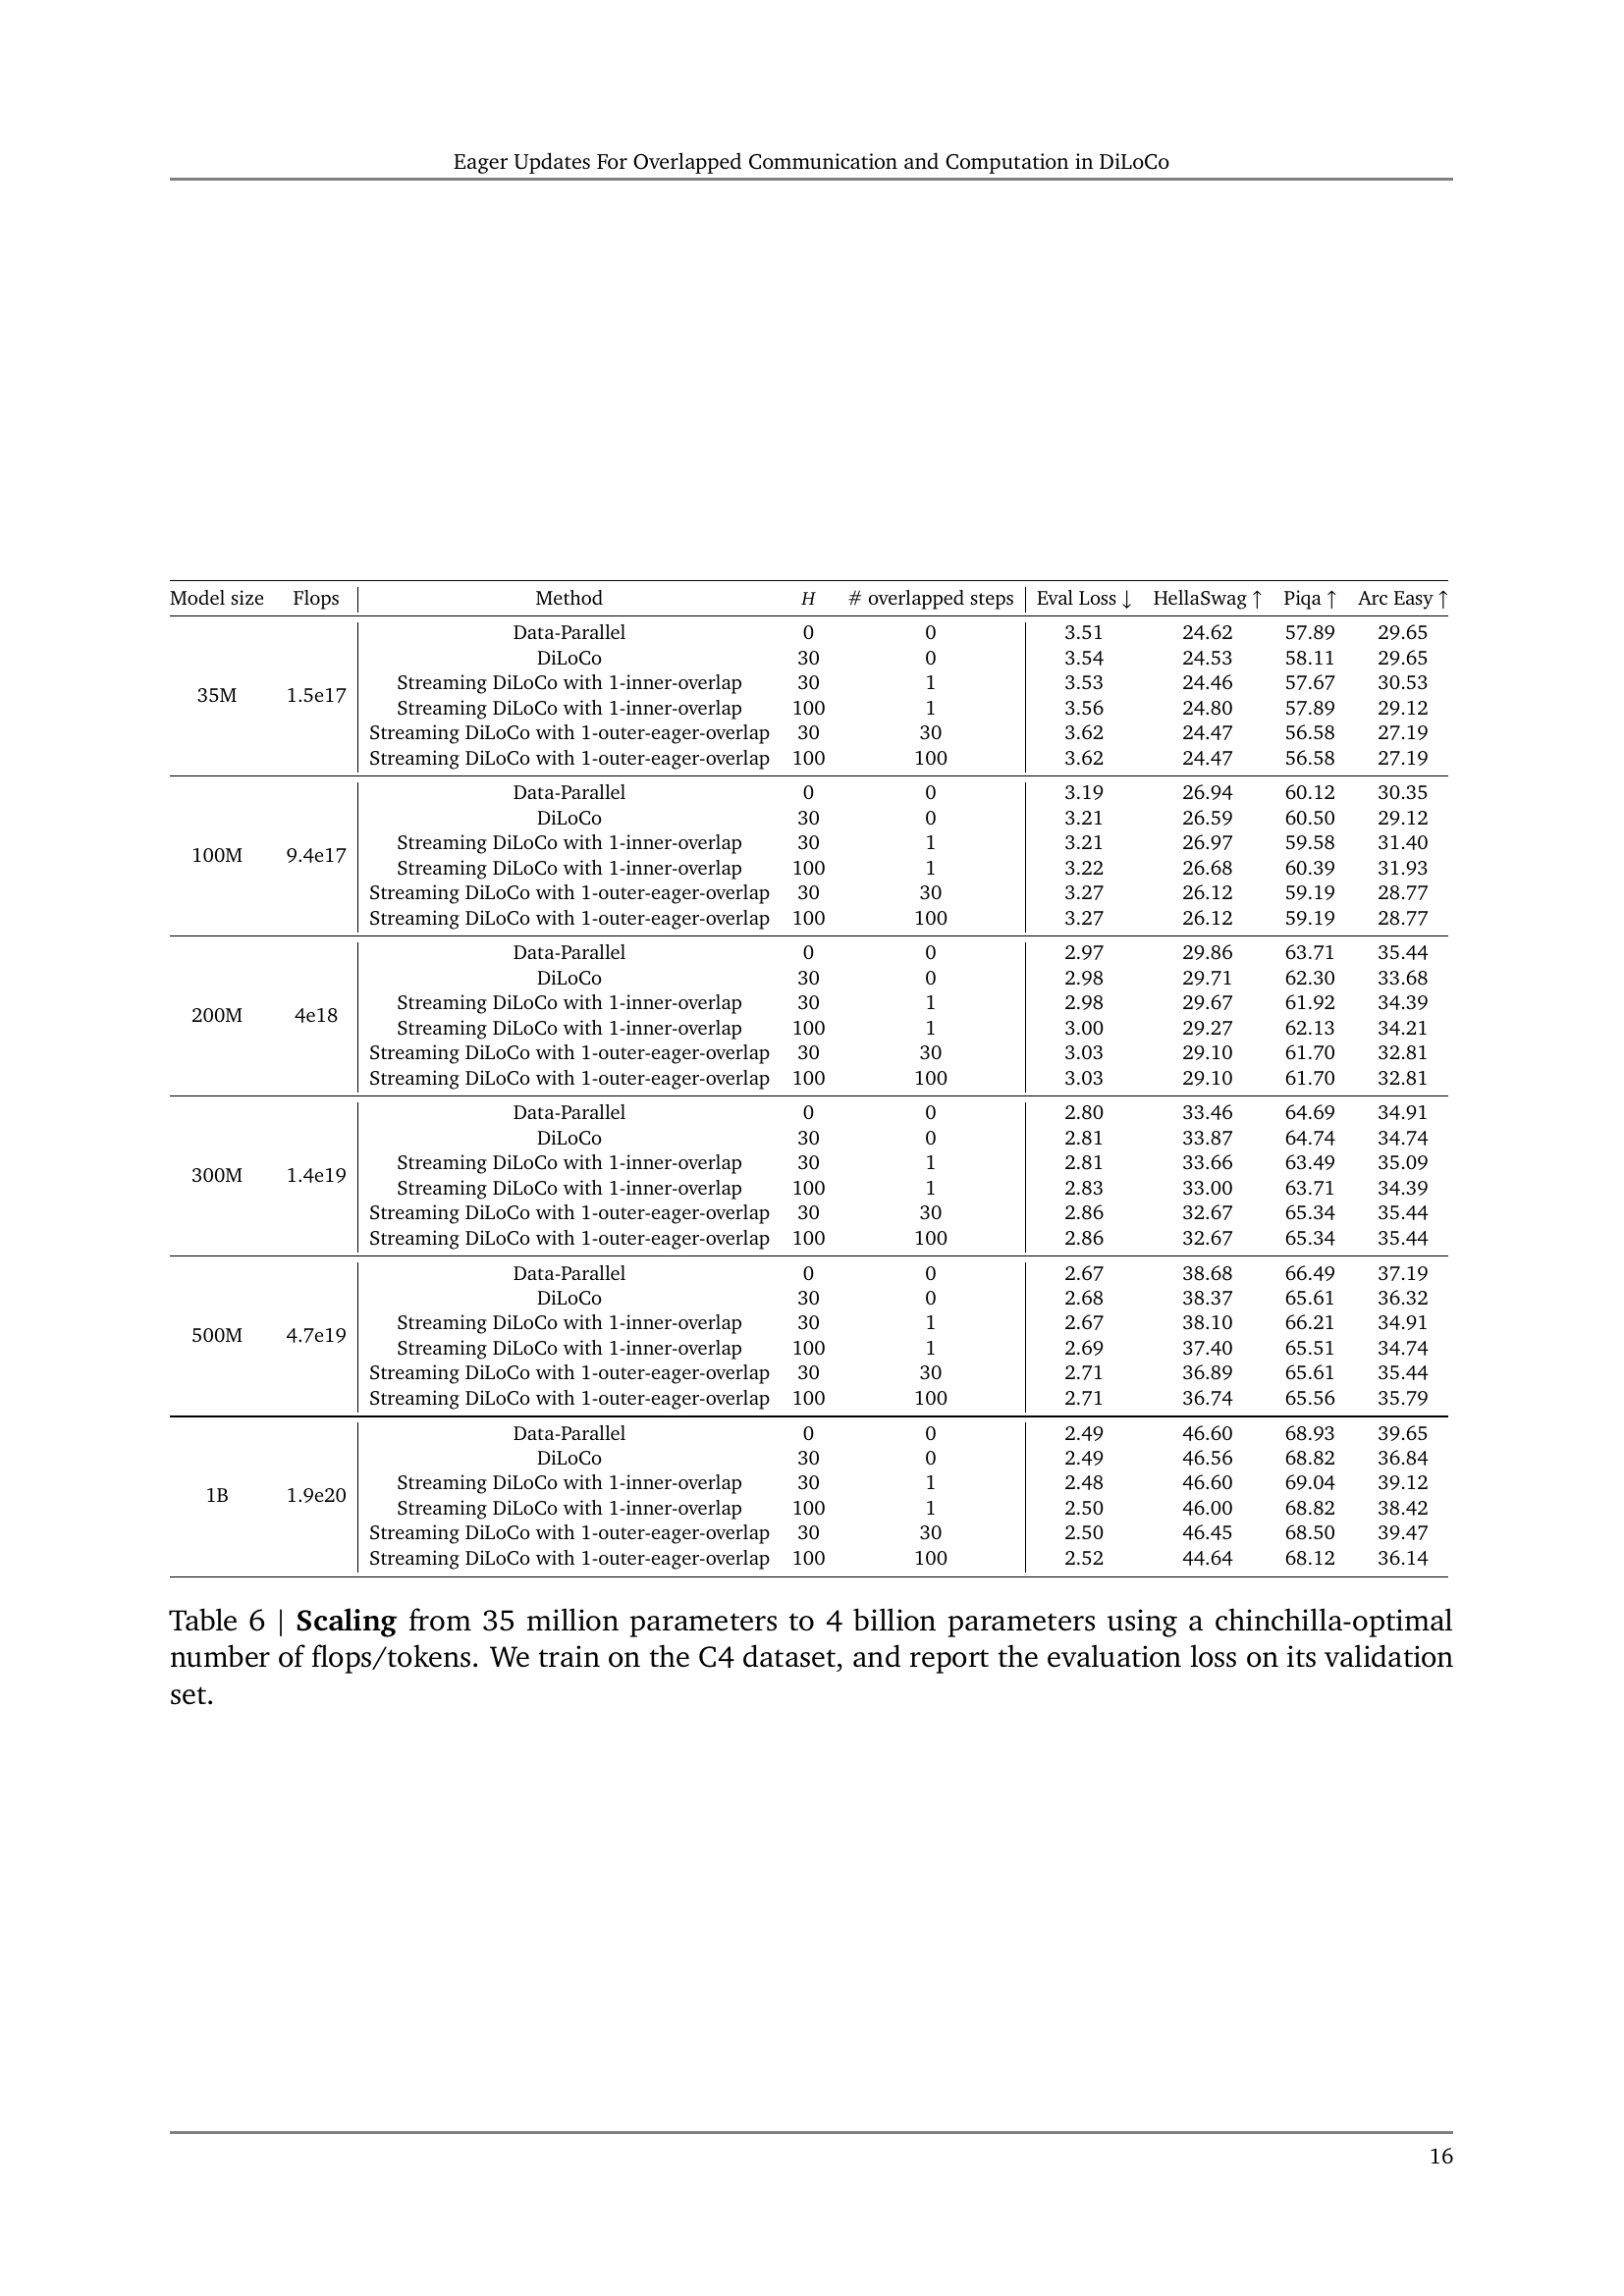 Eager Updates For Overlapped Communication and Computation in DiLoCo
Model size Flops Method H # overlapped steps Eval Loss ↓ HellaSwag ↑ Piqa ↑ Arc Easy ↑
35M 1.5e17
Data-Parallel 0 0 3.51 24.62 57.89 29.65
DiLoCo 30 0 3.54 24.53 58.11 29.65
Streaming DiLoCo with 1-inner-overlap 30 1 3.53 24.46 57.67 30.53
Streaming DiLoCo with 1-inner-overlap 100 1 3.56 24.80 57.89 29.12
Streaming DiLoCo with 1-outer-eager-overlap 30 30 3.62 24.47 56.58 27.19
Streaming DiLoCo with 1-outer-eager-overlap 100 100 3.62 24.47 56.58 27.19
100M 9.4e17
Data-Parallel 0 0 3.19 26.94 60.12 30.35
DiLoCo 30 0 3.21 26.59 60.50 29.12
Streaming DiLoCo with 1-inner-overlap 30 1 3.21 26.97 59.58 31.40
Streaming DiLoCo with 1-inner-overlap 100 1 3.22 26.68 60.39 31.93
Streaming DiLoCo with 1-outer-eager-overlap 30 30 3.27 26.12 59.19 28.77
Streaming DiLoCo with 1-outer-eager-overlap 100 100 3.27 26.12 59.19 28.77
200M 4e18
Data-Parallel 0 0 2.97 29.86 63.71 35.44
DiLoCo 30 0 2.98 29.71 62.30 33.68
Streaming DiLoCo with 1-inner-overlap 30 1 2.98 29.67 61.92 34.39
Streaming DiLoCo with 1-inner-overlap 100 1 3.00 29.27 62.13 34.21
Streaming DiLoCo with 1-outer-eager-overlap 30 30 3.03 29.10 61.70 32.81
Streaming DiLoCo with 1-outer-eager-overlap 100 100 3.03 29.10 61.70 32.81
300M 1.4e19
Data-Parallel 0 0 2.80 33.46 64.69 34.91
DiLoCo 30 0 2.81 33.87 64.74 34.74
Streaming DiLoCo with 1-inner-overlap 30 1 2.81 33.66 63.49 35.09
Streaming DiLoCo with 1-inner-overlap 100 1 2.83 33.00 63.71 34.39
Streaming DiLoCo with 1-outer-eager-overlap 30 30 2.86 32.67 65.34 35.44
Streaming DiLoCo with 1-outer-eager-overlap 100 100 2.86 32.67 65.34 35.44
500M 4.7e19
Data-Parallel 0 0 2.67 38.68 66.49 37.19
DiLoCo 30 0 2.68 38.37 65.61 36.32
Streaming DiLoCo with 1-inner-overlap 30 1 2.67 38.10 66.21 34.91
Streaming DiLoCo with 1-inner-overlap 100 1 2.69 37.40 65.51 34.74
Streaming DiLoCo with 1-outer-eager-overlap 30 30 2.71 36.89 65.61 35.44
Streaming DiLoCo with 1-outer-eager-overlap 100 100 2.71 36.74 65.56 35.79
1B 1.9e20
Data-Parallel 0 0 2.49 46.60 68.93 39.65
DiLoCo 30 0 2.49 46.56 68.82 36.84
Streaming DiLoCo with 1-inner-overlap 30 1 2.48 46.60 69.04 39.12
Streaming DiLoCo with 1-inner-overlap 100 1 2.50 46.00 68.82 38.42
Streaming DiLoCo with 1-outer-eager-overlap 30 30 2.50 46.45 68.50 39.47
Streaming DiLoCo with 1-outer-eager-overlap 100 100 2.52 44.64 68.12 36.14
Table 6 | Scaling from 35 million parameters to 4 billion parameters using a chinchilla-optimal
number of flops/tokens. We train on the C4 dataset, and report the evaluation loss on its validation
set.
16